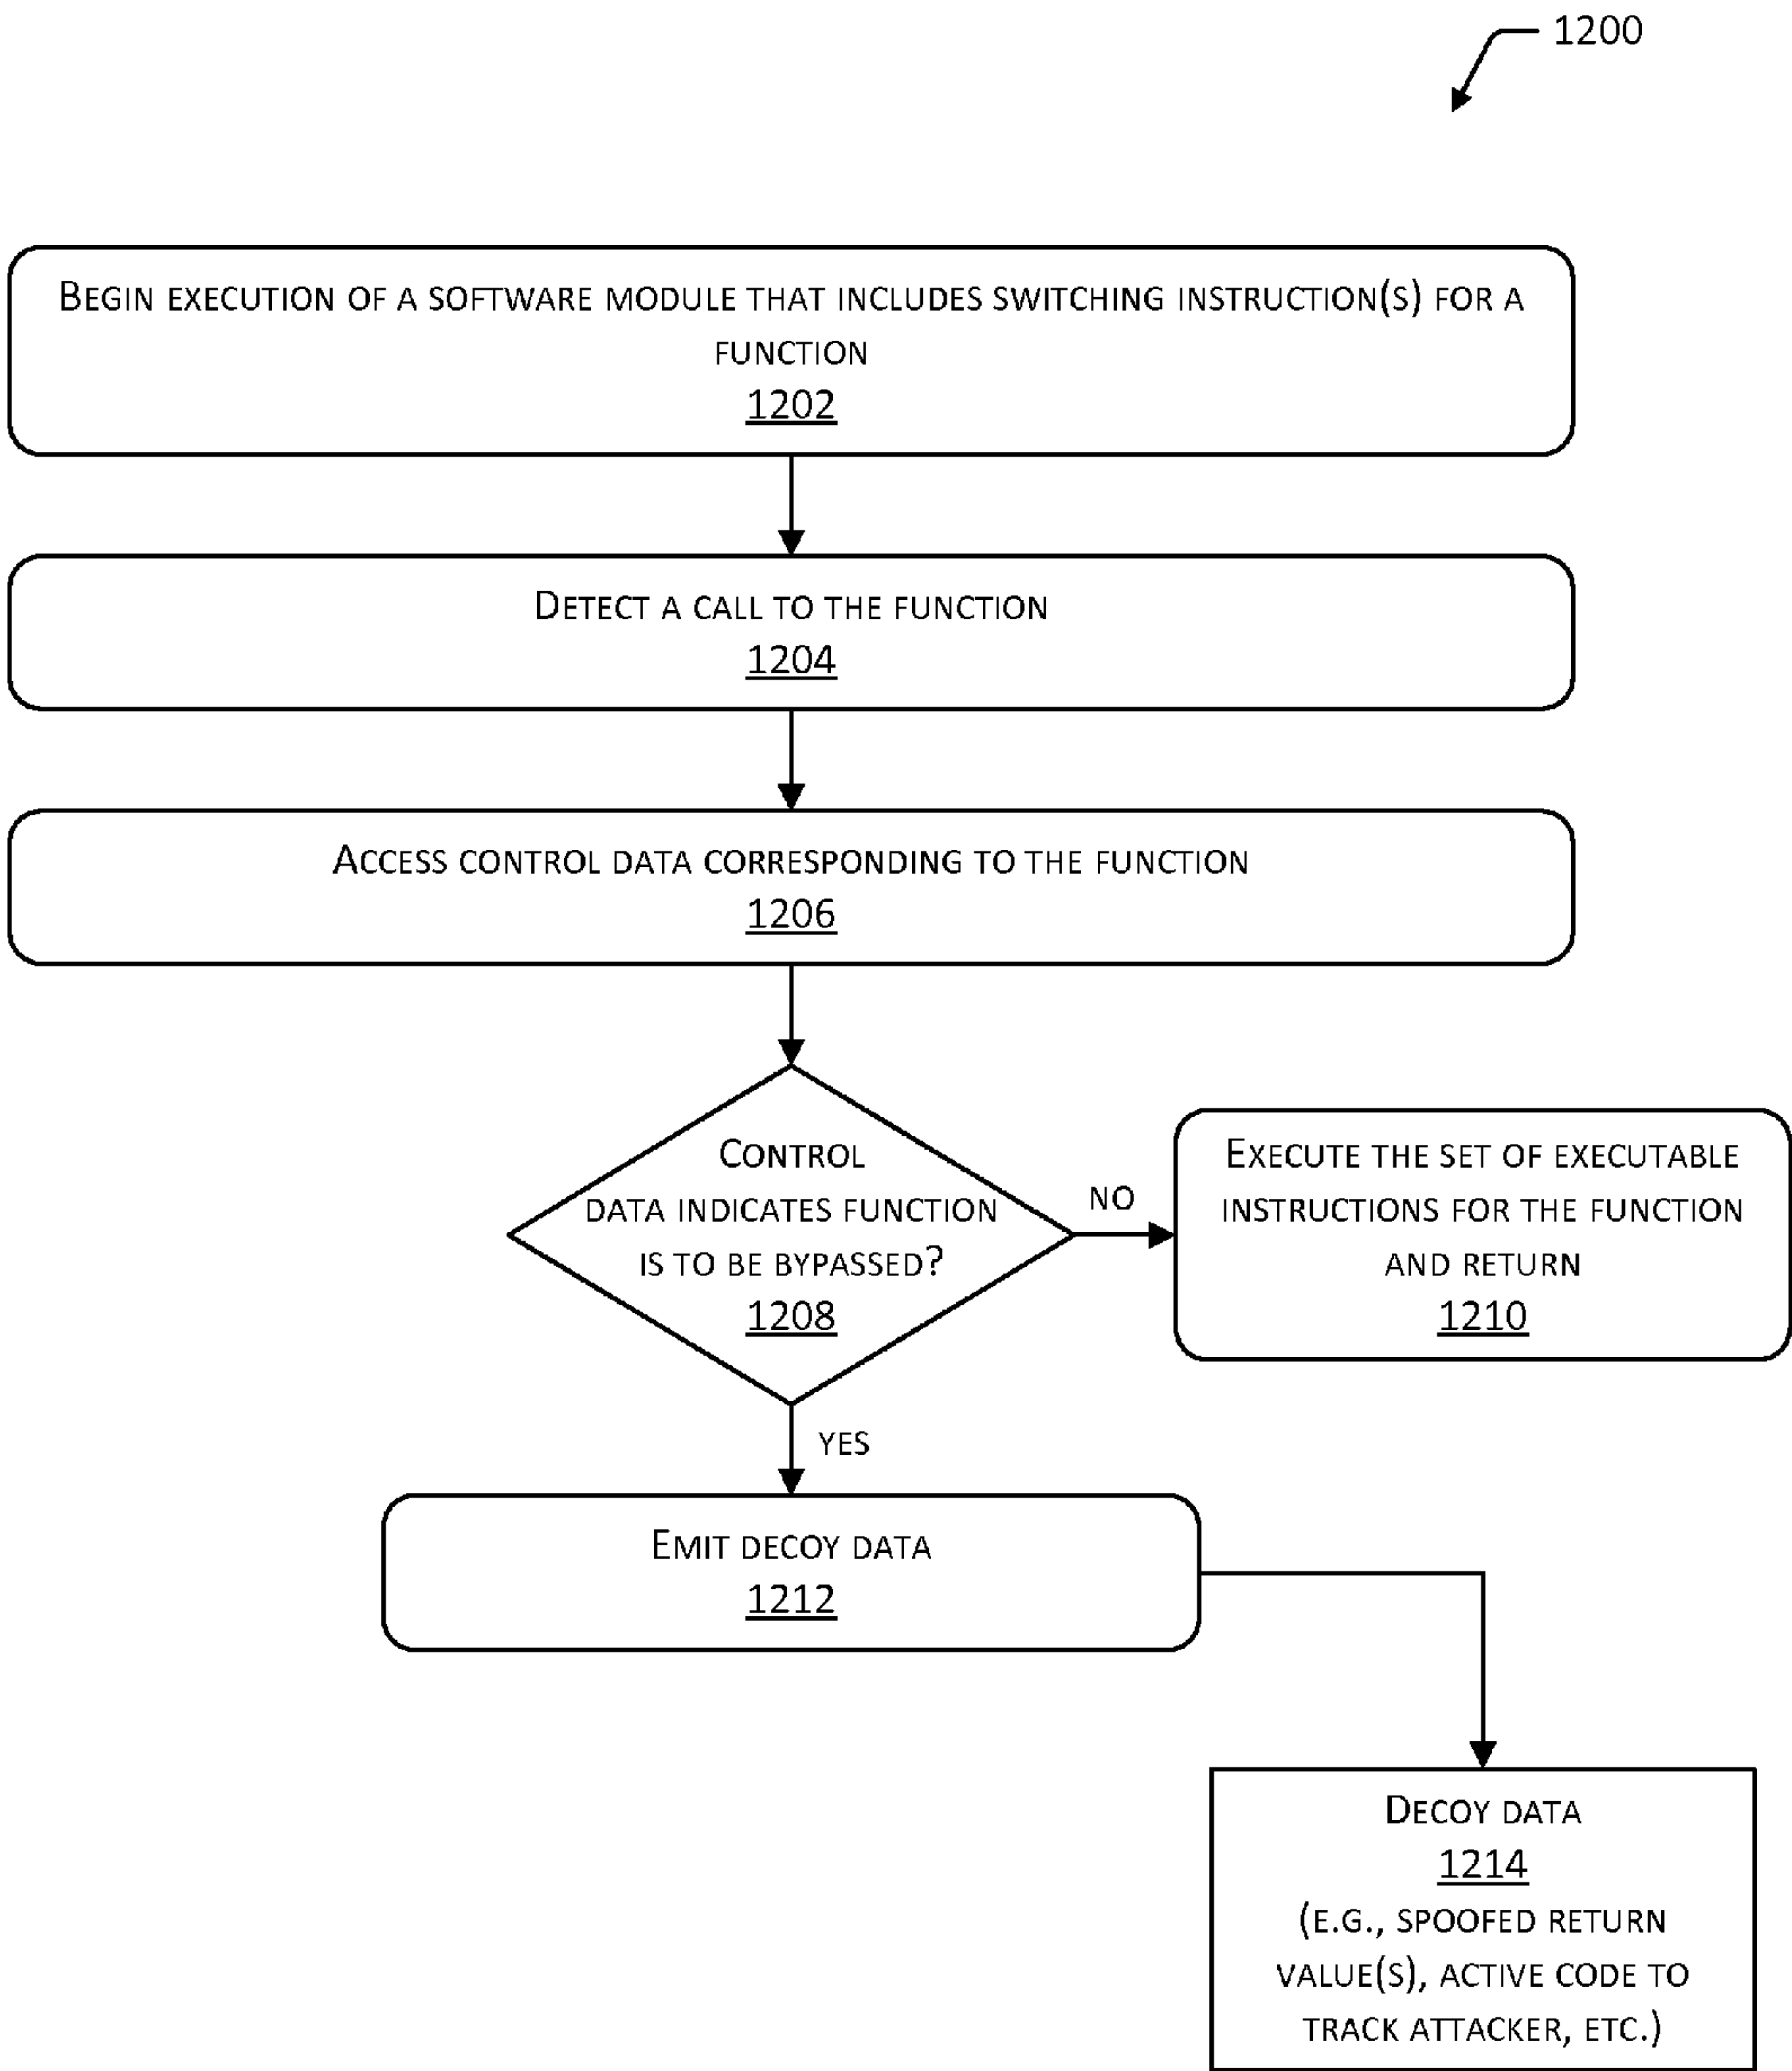 1200
BEGIN EXECUTION OF A SOFTWARE MODULE THAT INCLUDES SWITCHING INSTRUCTION(S) FOR A
FUNCTION
1202
DETECT A CALL TO THE FUNCTION
1204
ACCESS CONTROL DATA CORRESPONDING TO THE FUNCTION
1206
CONTROL
DATA INDICATES FUNCTION
IS TO BE BYPASSED?
1208
NO
EXECUTE THE SET OF EXECUTABLE
INSTRUCTIONS FOR THE FUNCTION
AND RETURN
1210
YES
EMIT DECOY DATA
1212
DECOY DATA
1214
(E.G., SPOOFED RETURN
VALUE(S), ACTIVE CODE TO
TRACK ATTACKER, ETC.)